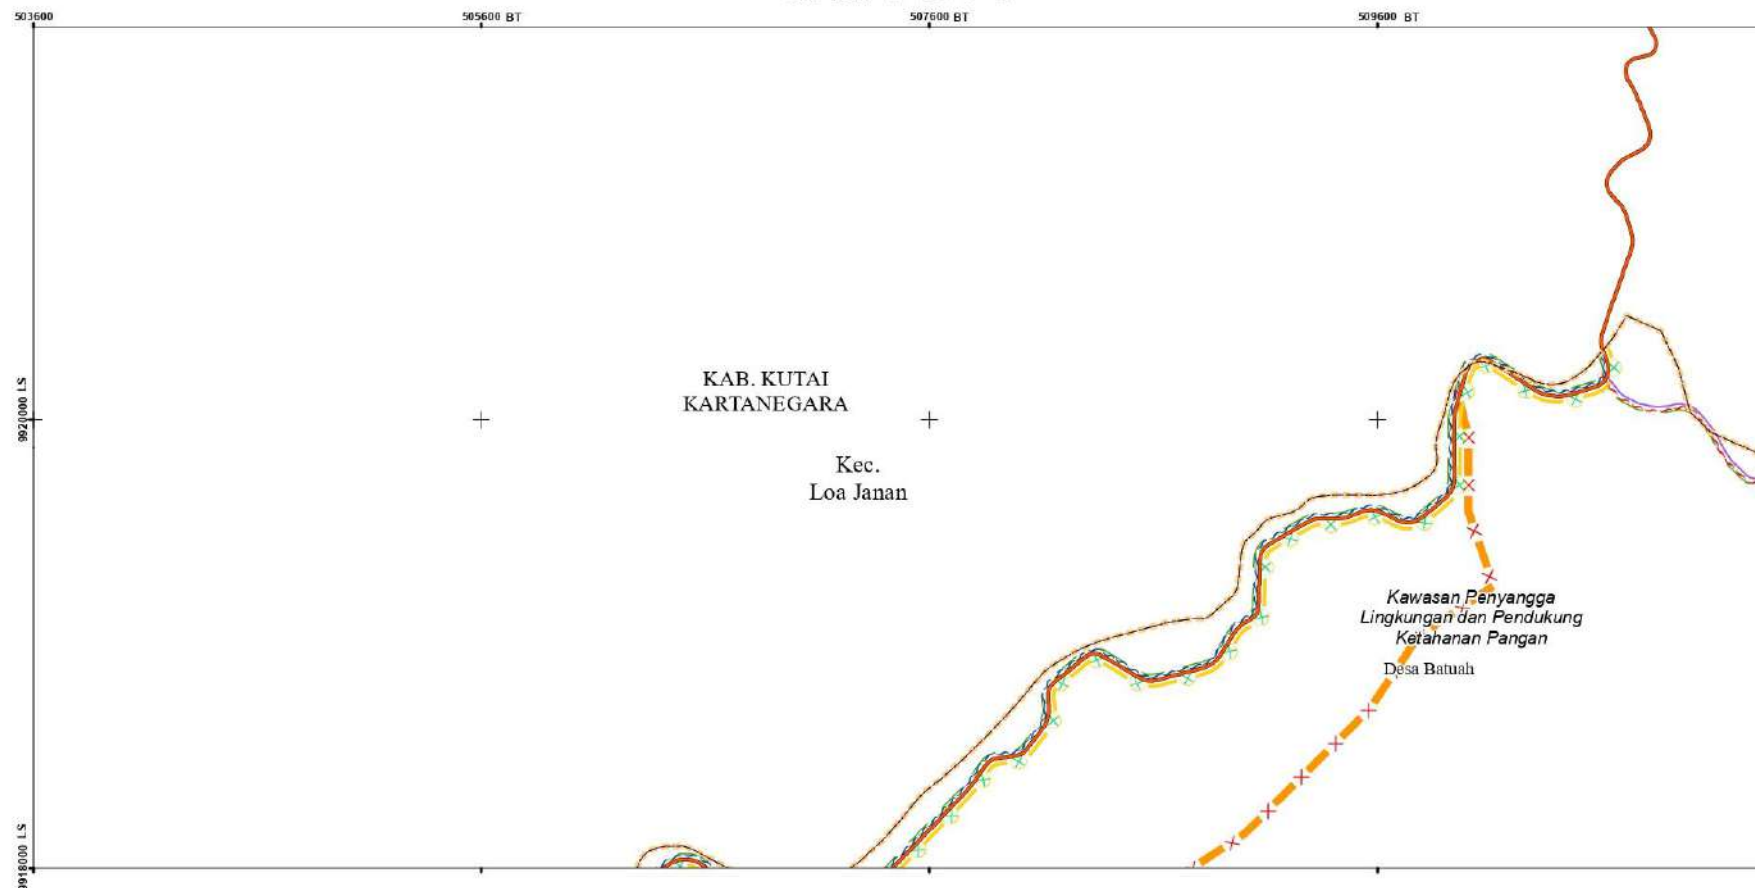 503600
505600 BT
507600 BT
509600 BT
KAB. KUTAI
KARTANEGARA
9920000 LS
Kec.
Loa Janan
Kawasan Penyangga
Lingkungan dan Pendukung
Ketahanan Pangan
Desa Batuah
9918000 LS